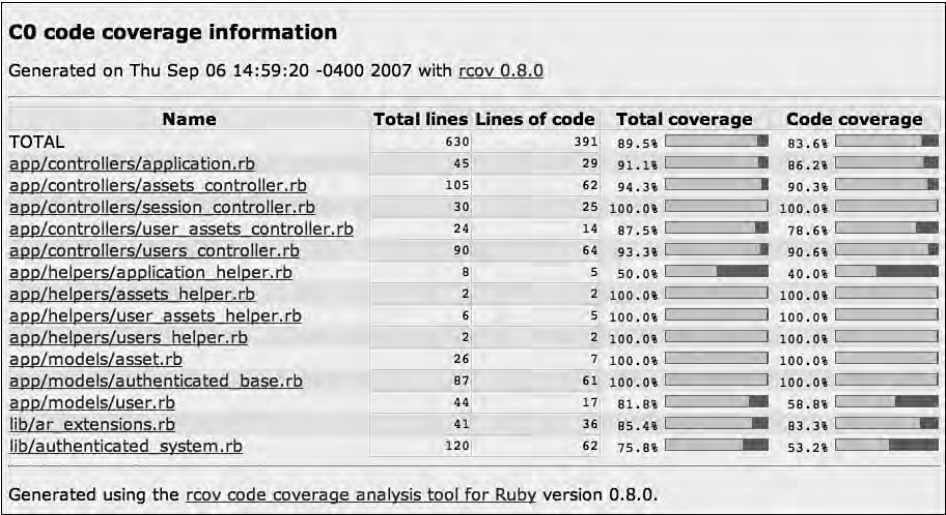 C0 code coverage information
Generated on Thu Sep 06 14:59:20 -0400 2007 with rcov 0.8.0
Name Total lines Lines of code Total coverage Code coverage
TOTAL 630 391 89.5% 83.6%
app/controllers/application.rb 45 29 91.1% 86.2%
app/controllers/assets_controller.rb 105 62 94.3% 90.3%
app/controllers/session_controller.rb 30 25 100.0% 100.0%
app/controllers/user_assets_controller.rb 24 14 87.5% 78.6%
app/controllers/users_controller.rb 90 64 93.3% 90.6%
app/helpers/application_helper.rb 8 5 50.0% 40.0%
app/helpers/assets_helper.rb 2 2 100.0% 100.0%
app/helpers/user_assets_helper.rb 6 5 100.0% 100.0%
app/helpers/users_helper.rb 2 2 100.0% 100.0%
app/models/asset.rb 26 7 100.0% 100.0%
app/models/authenticated_base.rb 87 61 100.0% 100.0%
app/models/user.rb 44 17 81.8% 58.8%
lib/ar_extensions.rb 41 36 85.4% 83.3%
lib/authenticated_system.rb 120 62 75.8% 53.2%
Generated using the rcov code coverage analysis tool for Ruby version 0.8.0.